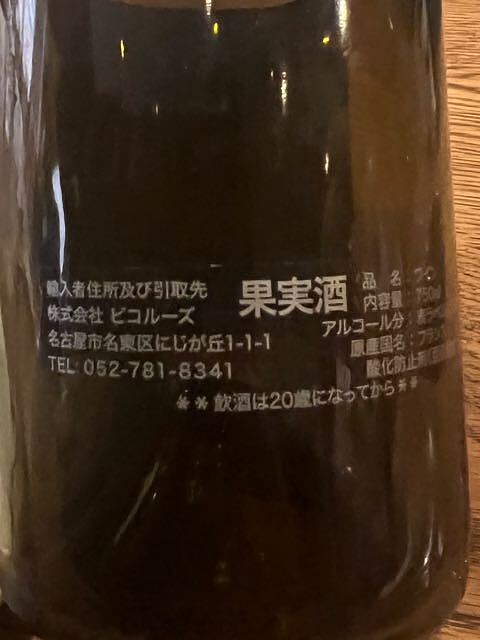 輸入者住所及び引取先
株式会社 ピコルーズ
名古屋市名東区にじが丘1-1-1
TEL: 052-781-8341
果実酒
品 名: ワイン
内容量: 750ml
アルコール分:
原産国名: フランス
酸化防止剤
**飲酒は20歳になってから**